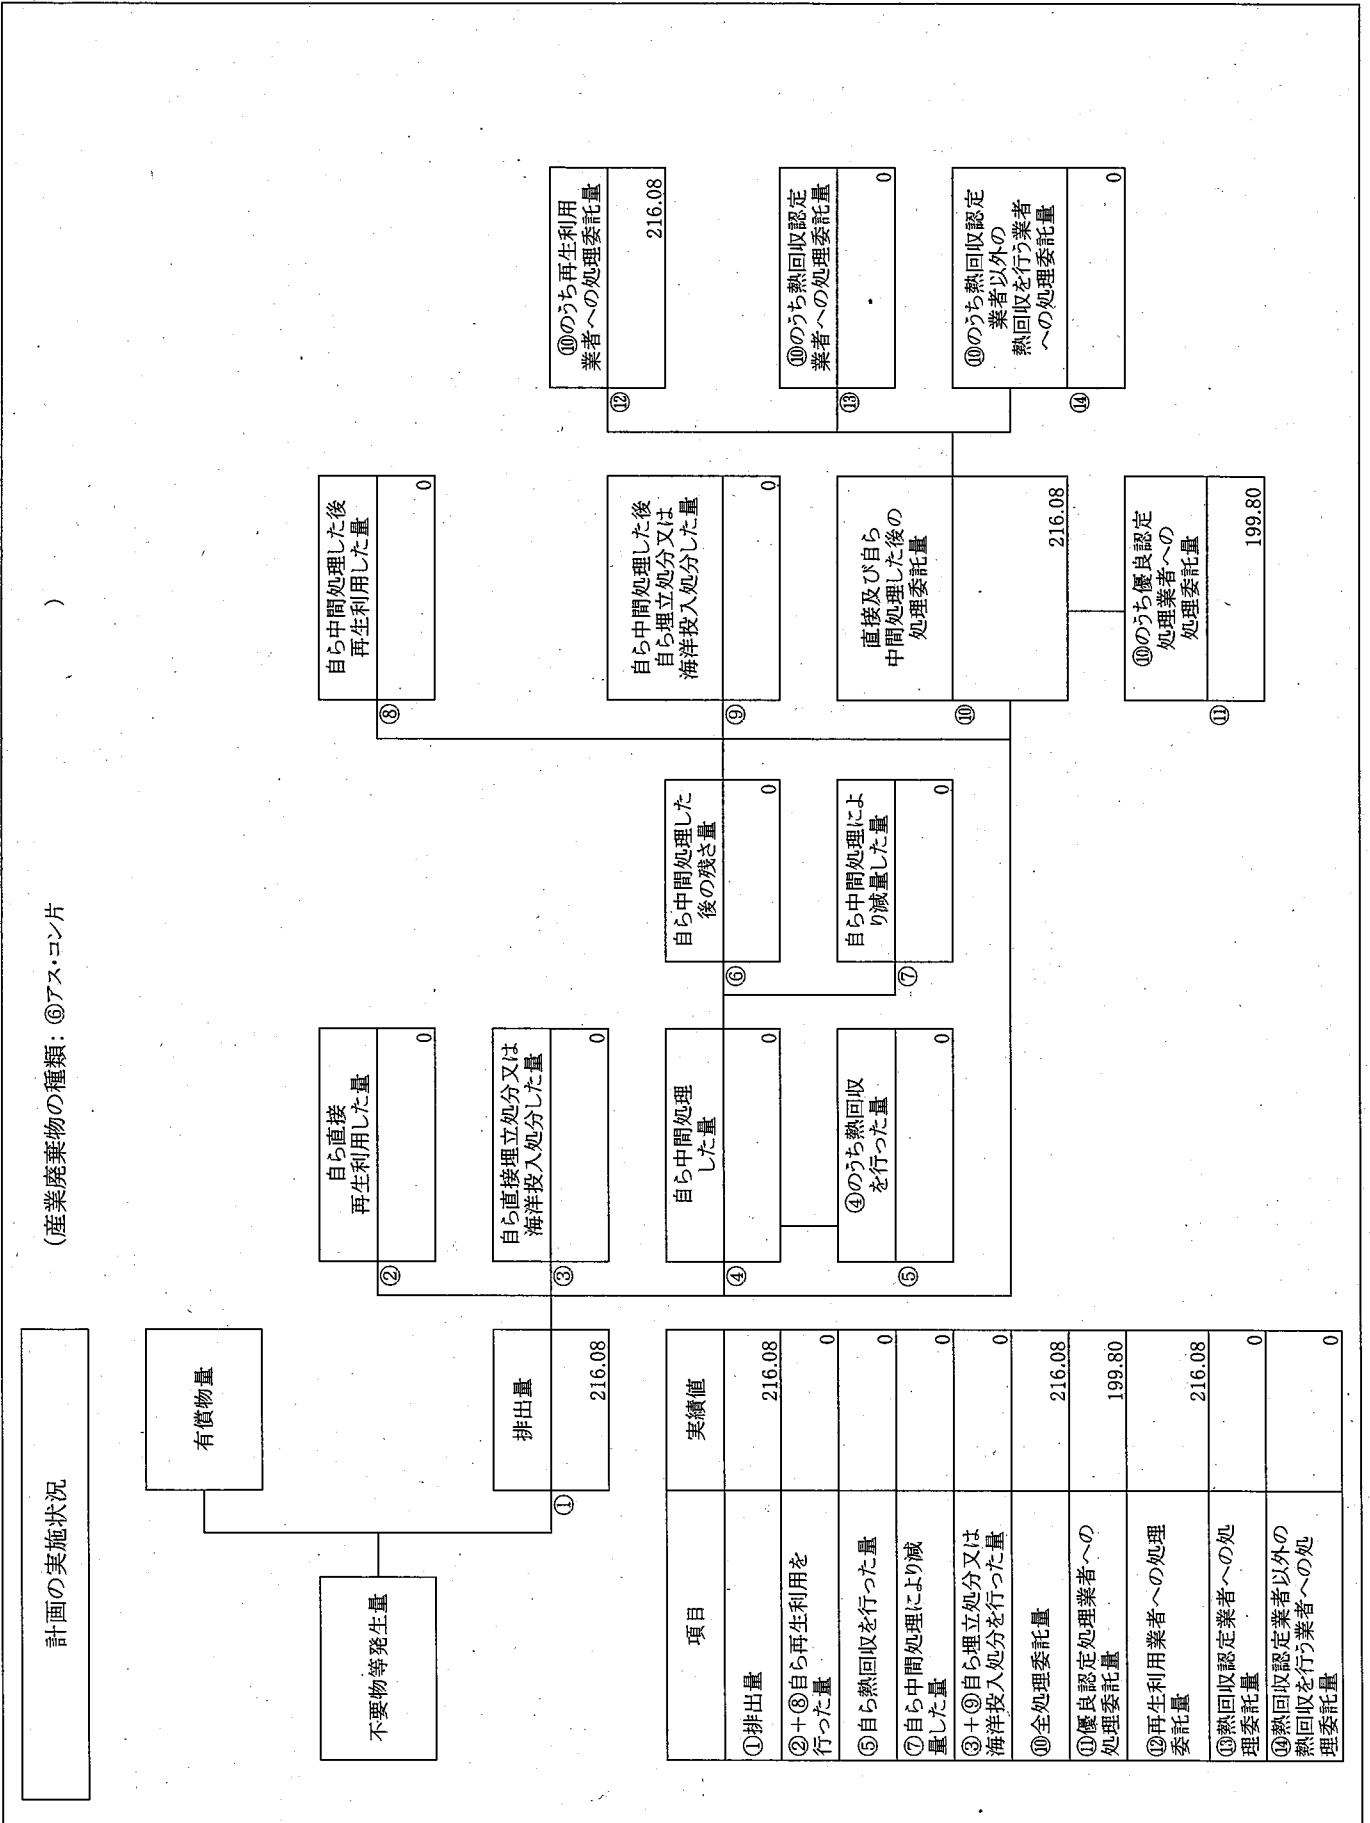 計画の実施状況
(産業廃棄物の種類: ⑥アス・コン片 )
不要物等発生量
有償物量
①
排出量
216.08
②
自ら直接
再生利用した量
0
③
自ら直接埋立処分又は
海洋投入処分した量
0
④
自ら中間処理
した量
0
⑤
④のうち熱回収
を行った量
0
⑥
自ら中間処理した
後の残さ量
0
⑦
自ら中間処理によ
り減量した量
0
⑧
自ら中間処理した後
再生利用した量
0
⑨
自ら中間処理した後
自ら埋立処分又は
海洋投入処分した量
0
⑩
直接及び自ら
中間処理した後の
処理委託量
216.08
⑪
⑩のうち優良認定
処理業者への
処理委託量
199.80
⑫
⑩のうち再生利用
業者への処理委託量
216.08
⑬
⑩のうち熱回収認定
業者への処理委託量
0
⑭
⑩のうち熱回収認定
業者以外の
熱回収を行う業者
への処理委託量
0
項目 実績値
①排出量 216.08
②+⑧自ら再生利用を
行った量 0
⑤自ら熱回収を行った量 0
⑦自ら中間処理により減
量した量 0
③+⑨自ら埋立処分又は
海洋投入処分を行った量 0
⑩全処理委託量 216.08
⑪優良認定処理業者への
処理委託量 199.80
⑫再生利用業者への処理
委託量 216.08
⑬熱回収認定業者への処
理委託量 0
⑭熱回収認定業者以外の
熱回収を行う業者への処
理委託量 0